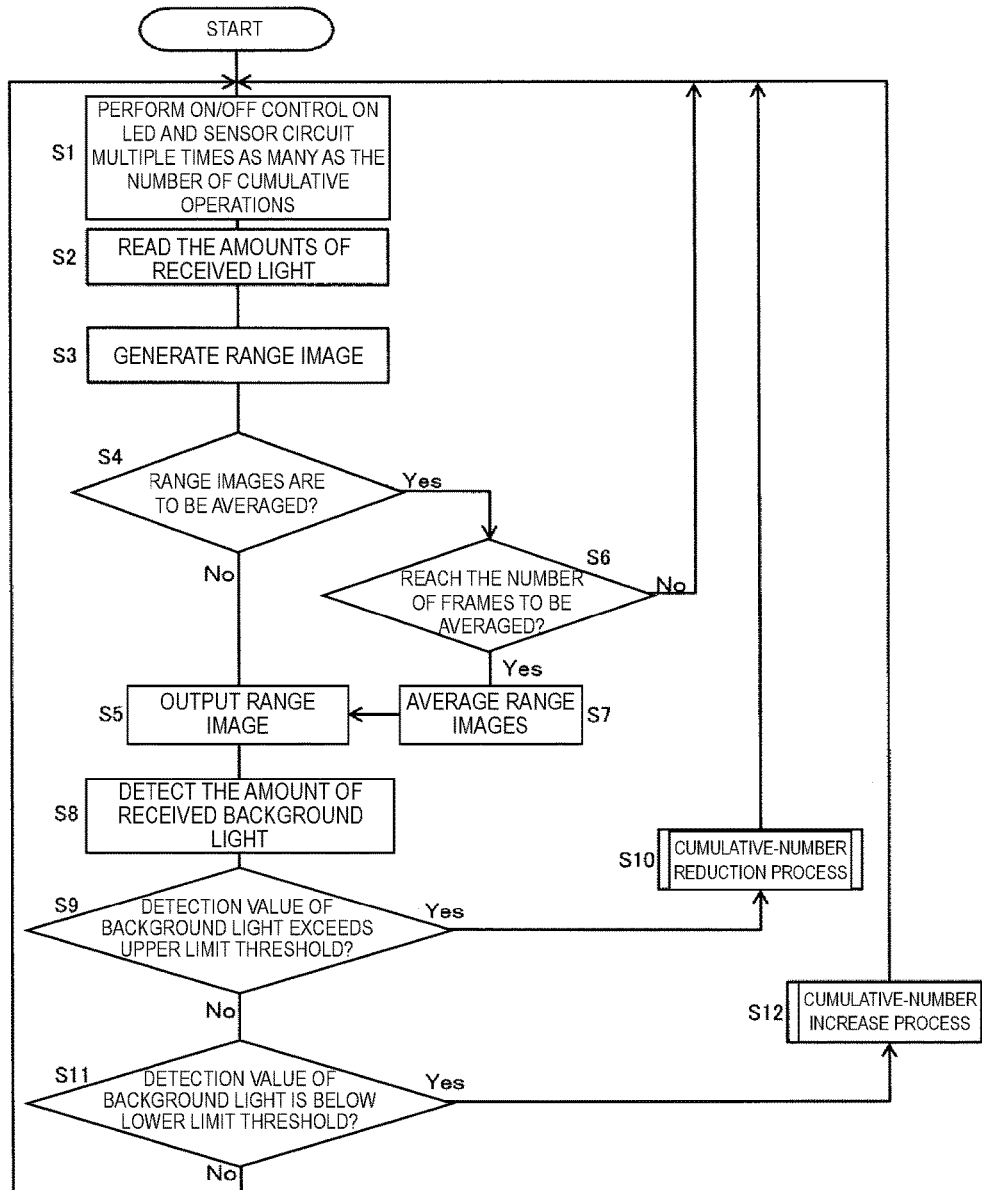 START
PERFORM ON/OFF CONTROL ON
LED AND SENSOR CIRCUIT
MULTIPLE TIMES AS MANY AS THE
NUMBER OF CUMULATIVE
OPERATIONS
S1
READ THE AMOUNTS OF
RECEIVED LIGHT
S2
S3
GENERATE RANGE IMAGE
S4
RANGE IMAGES ARE
TO BE AVERAGED?
Yes
No
S6
REACH THE NUMBER
OF FRAMES TO BE
AVERAGED?
No
Yes
S5
OUTPUT RANGE
IMAGE
AVERAGE RANGE
IMAGES
S7
S8
DETECT THE AMOUNT OF
RECEIVED BACKGROUND
LIGHT
S10
CUMULATIVE-NUMBER
REDUCTION PROCESS
S9
DETECTION VALUE OF
BACKGROUND LIGHT EXCEEDS
UPPER LIMIT THRESHOLD?
Yes
No
S12
CUMULATIVE-NUMBER
INCREASE PROCESS
S11
DETECTION VALUE OF
BACKGROUND LIGHT IS BELOW
LOWER LIMIT THRESHOLD?
Yes
No